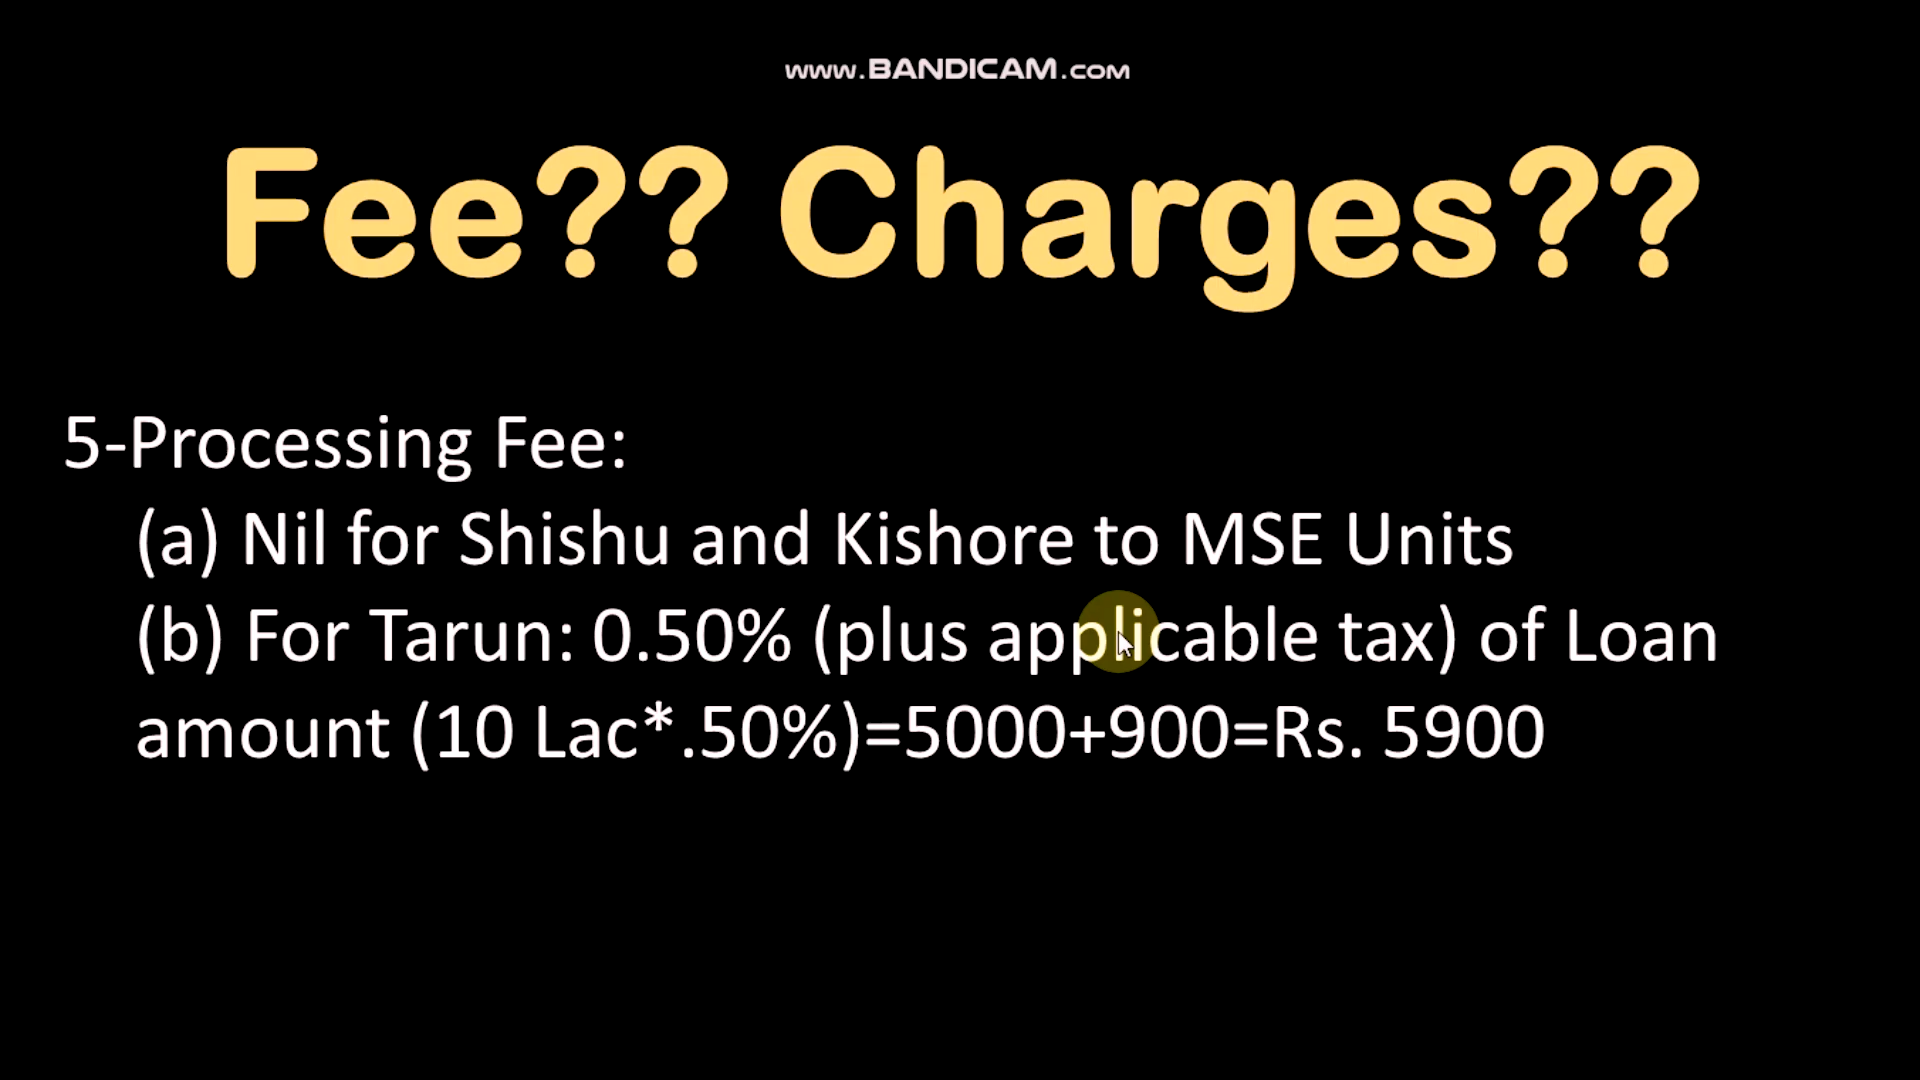 www.BANDICAM.com
Fee?? Charges??
5-Processing Fee:
(a) Nil for Shishu and Kishore to MSE Units
(b) For Tarun: 0.50% (plus applicable tax) of Loan
amount (10 Lac*.50%)=5000+900=Rs. 5900